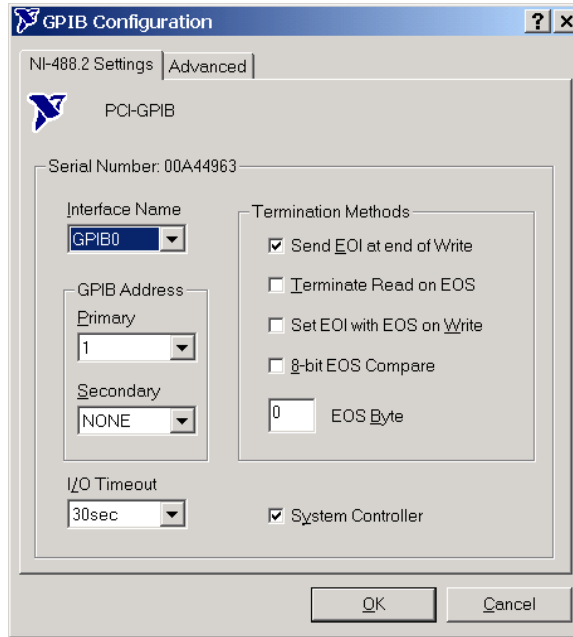 GPIB Configuration
NI-488.2 Settings
Advanced
PCI-GPIB
Serial Number: 00A44963
Interface Name
GPIB0
GPIB Address
Primary
1
Secondary
NONE
I/O Timeout
30sec
Termination Methods
Send EOI at end of Write
Terminate Read on EOS
Set EOI with EOS on Write
8-bit EOS Compare
0
EOS Byte
System Controller
OK
Cancel